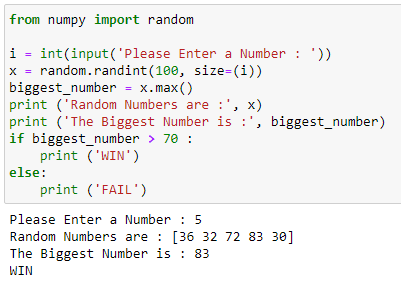 from numpy import random
i = int(input('Please Enter a Number : '))
x = random.randint(100, size=(i))
biggest_number = x.max()
print ('Random Numbers are :', x)
print ('The Biggest Number is :', biggest_number)
if biggest_number > 70 :
    print ('WIN')
else:
    print ('FAIL')
Please Enter a Number : 5
Random Numbers are : [36 32 72 83 30]
The Biggest Number is : 83
WIN